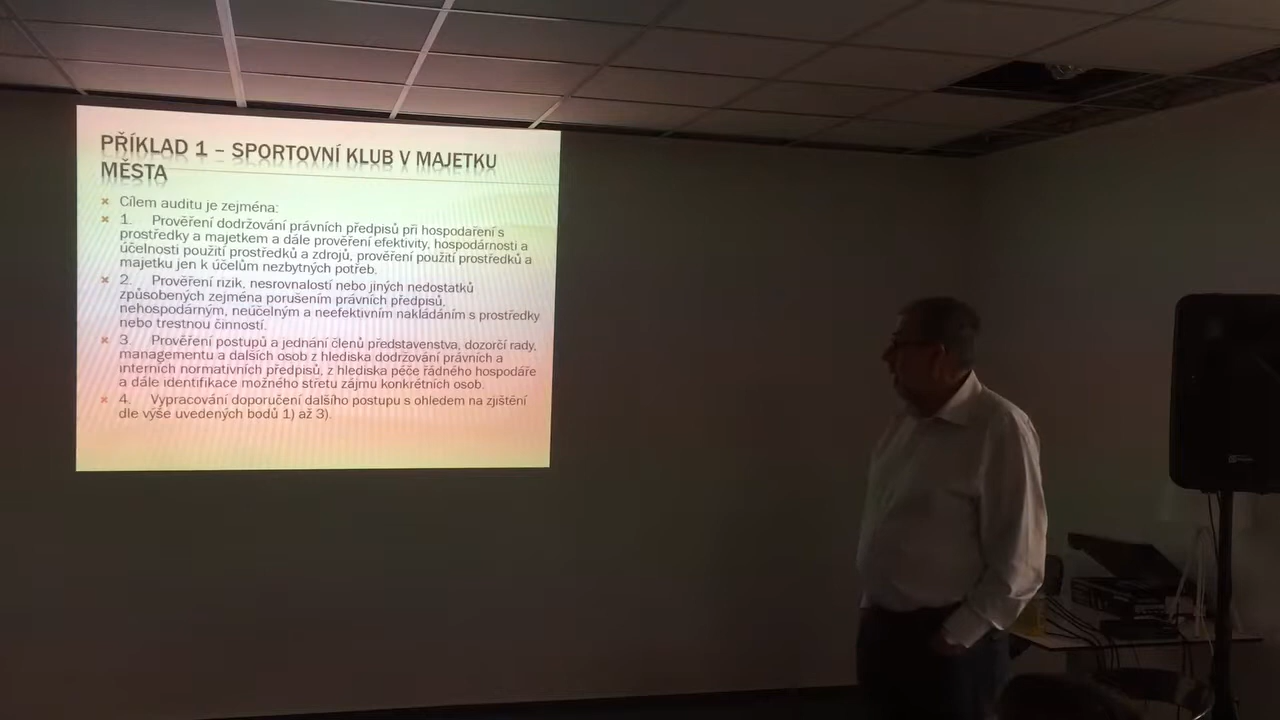 PŘÍKLAD 1 – SPORTOVNÍ KLUB V MAJETKU
MĚSTA
Cílem auditu je zejména:
1. Prověření dodržování právních předpisů při hospodaření s
prostředky a majetkem a dále prověření efektivity, hospodárnosti a
účelnosti použití prostředků a zdrojů, prověření použití prostředků a
majetku jen k účelům nezbytných potřeb.
2. Prověření rizik, nesrovnalostí nebo jiných nedostatků
způsobených zejména porušením právních předpisů,
nehospodárným, neúčelným a neefektivním nakládáním s prostředky
nebo trestnou činností.
3. Prověření postupů a jednání členů představenstva, dozorčí rady,
managementu a dalších osob z hlediska dodržování právních a
interních normativních předpisů, z hlediska péče řádného hospodáře
a dále identifikace možného střetu zájmu konkrétních osob.
4. Vypracování doporučení dalšího postupu s ohledem na zjištění
dle výše uvedených bodů 1) až 3).